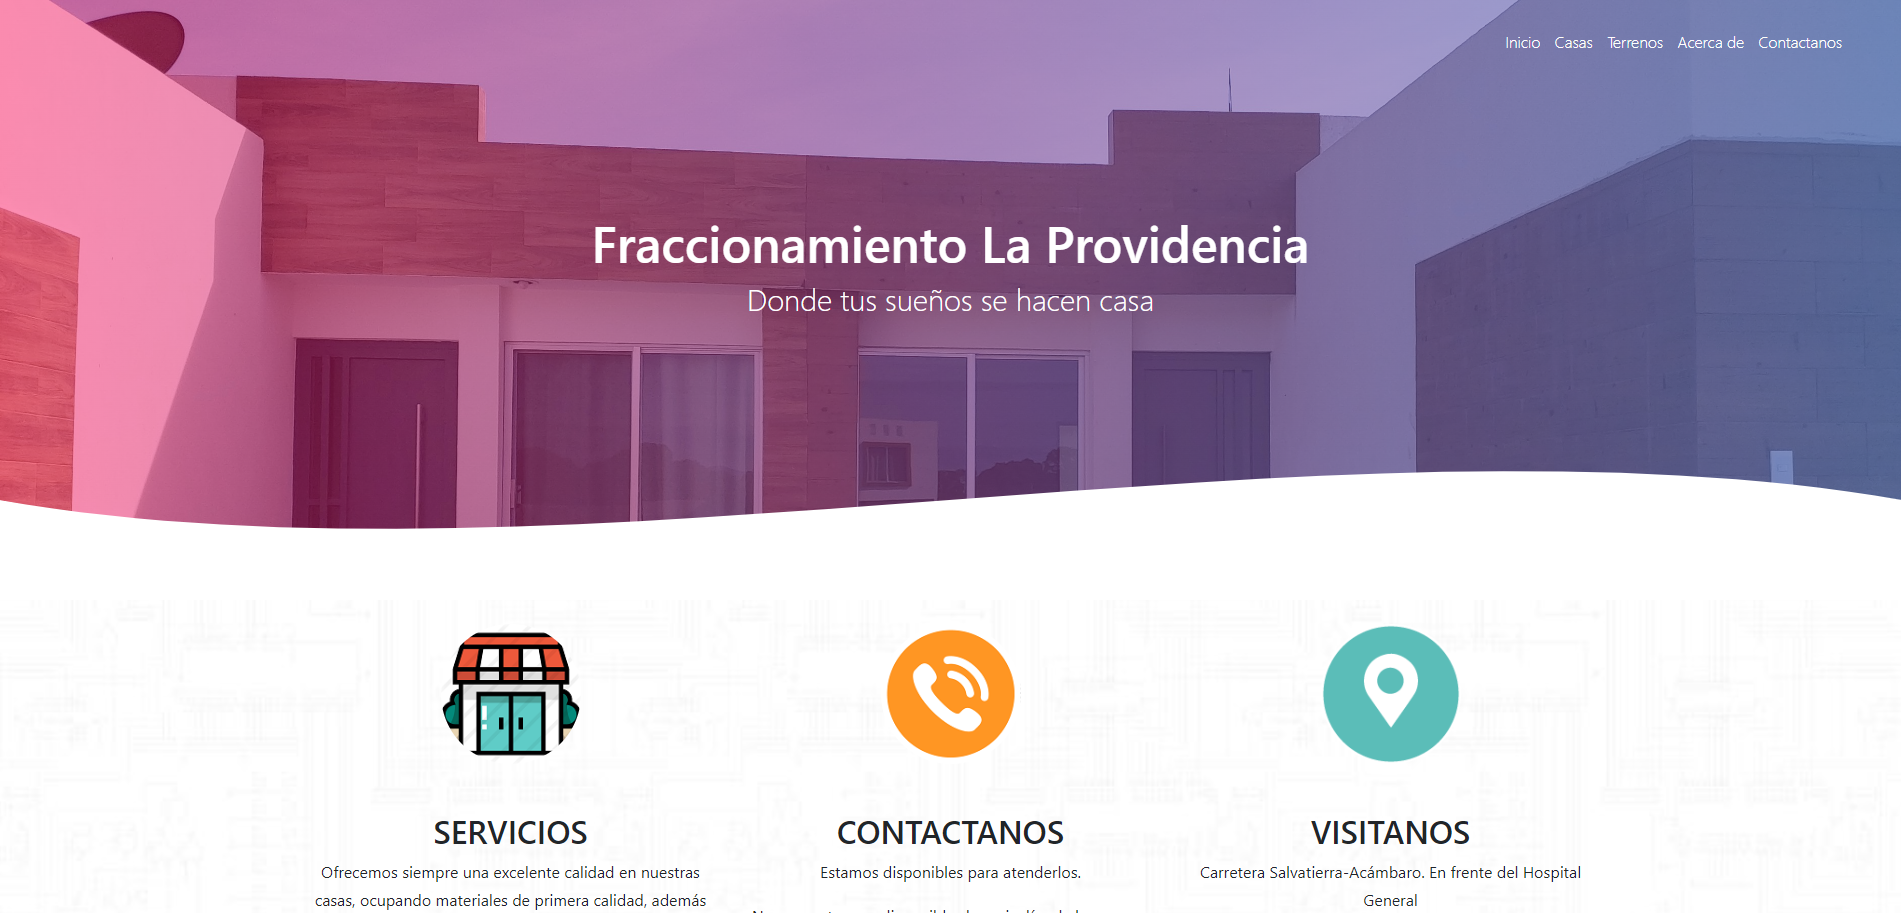 Inicio Casas Terrenos Acerca de Contactanos
Fraccionamiento La Providencia
Donde tus sueños se hacen casa
SERVICIOS
Ofrecemos siempre una excelente calidad en nuestras
casas, ocupando materiales de primera calidad, además
CONTACTANOS
Estamos disponibles para atenderlos.
VISITANOS
Carretera Salvatierra-Acámbaro. En frente del Hospital
General